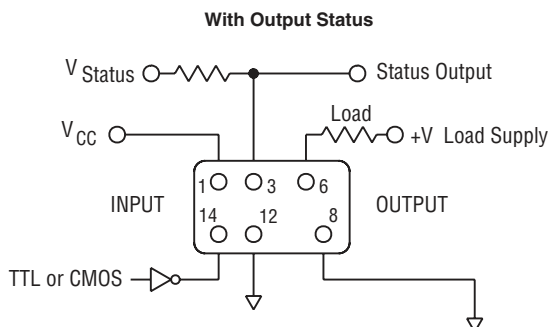 With Output Status
V Status
Status Output
Load
V CC
+V Load Supply
1 3 6
INPUT
OUTPUT
14 12 8
TTL or CMOS